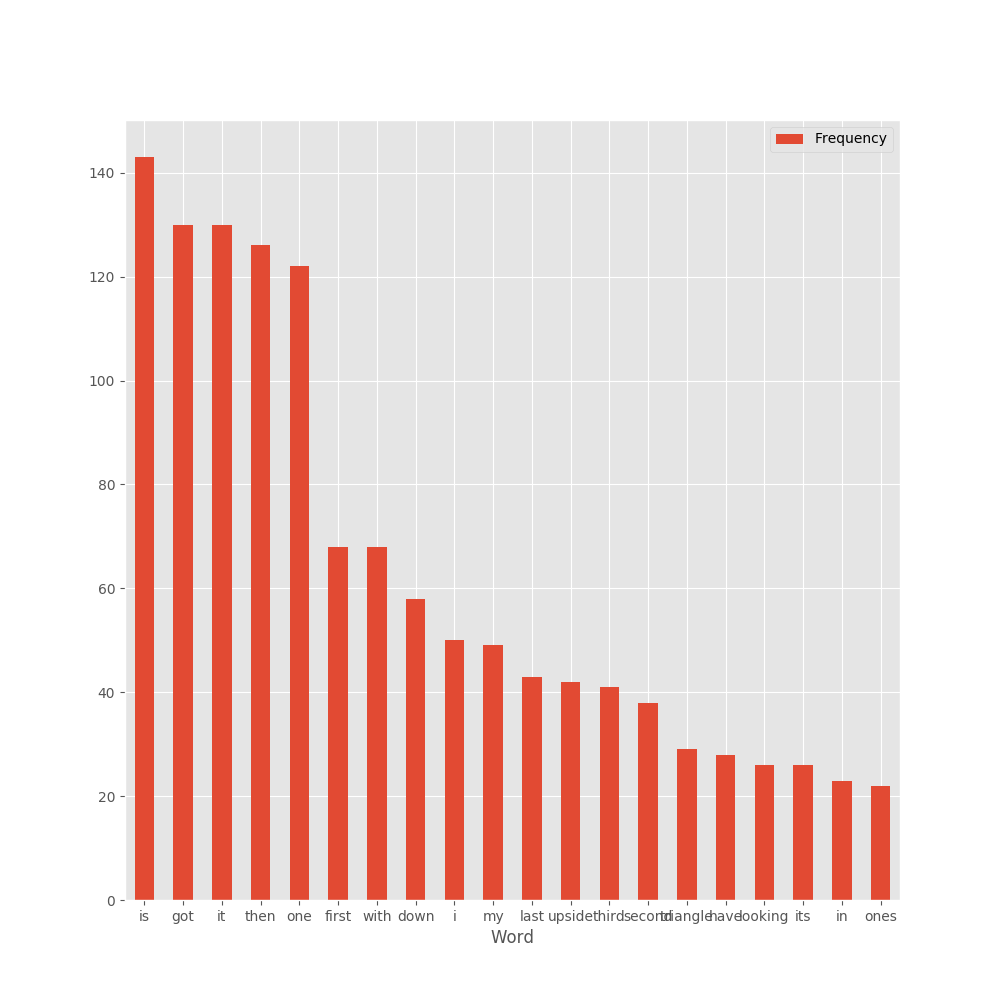 Frequency
140
120
100
80
60
40
20
0
is got it then one first with down i my last upside third second triangle have looking its in ones
Word